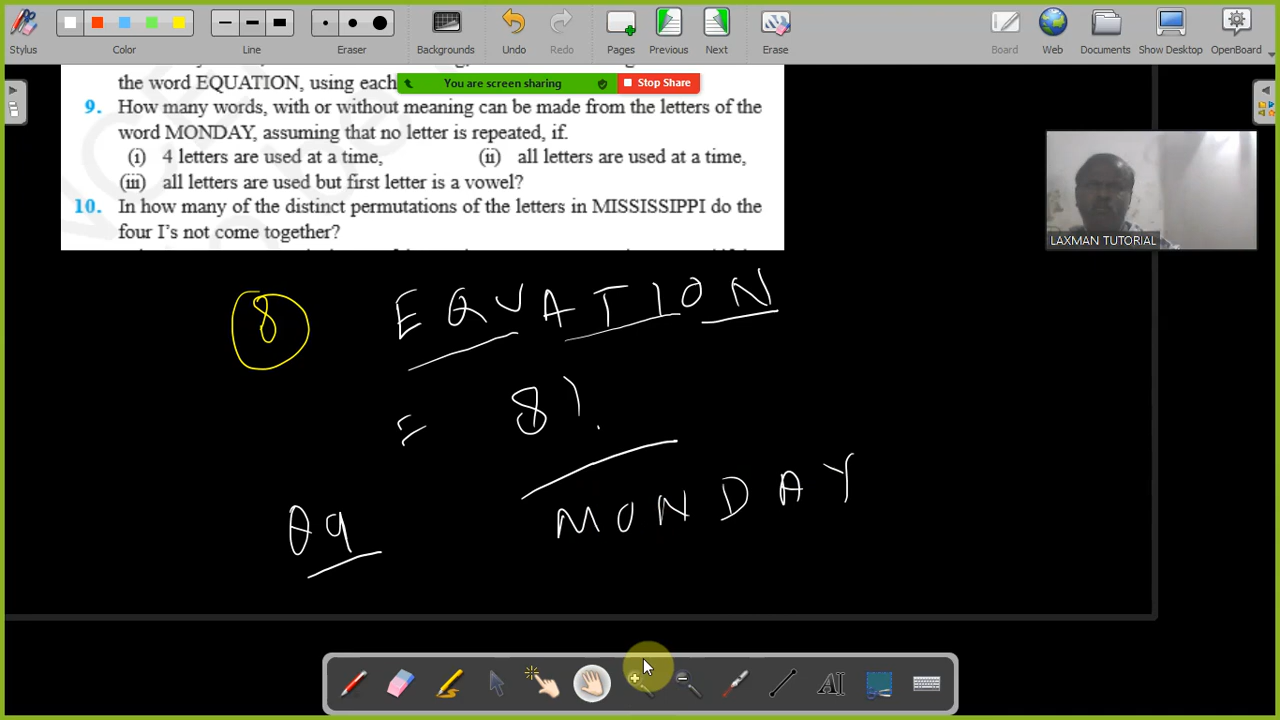 Stylus Color Line Eraser Backgrounds Undo Redo Pages Previous Next Erase Board Web Documents Show Desktop OpenBoard
the word EQUATION, using each
You are screen sharing Stop Share
9. How many words, with or without meaning can be made from the letters of the
word MONDAY, assuming that no letter is repeated, if.
(i) 4 letters are used at a time, (ii) all letters are used at a time,
(iii) all letters are used but first letter is a vowel?
10. In how many of the distinct permutations of the letters in MISSISSIPPI do the
four I's not come together?
LAXMAN TUTORIAL
8 EQUATION
= 8!
MONDAY
Q9
AI